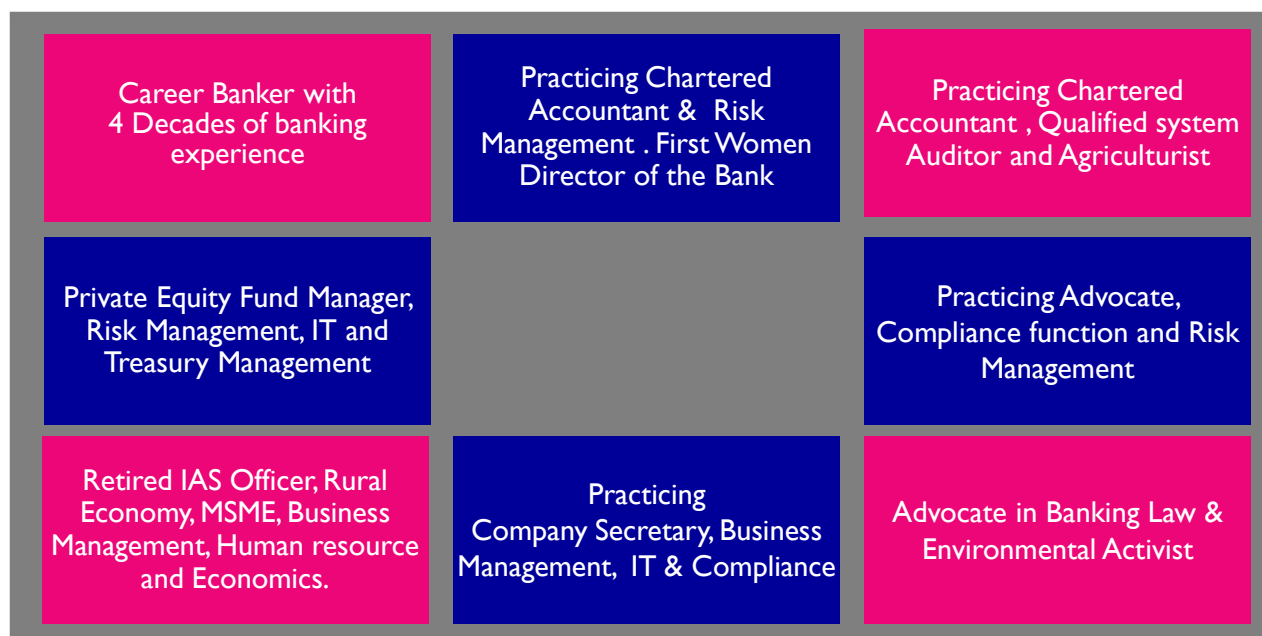 Career Banker with
4 Decades of banking
experience
Practicing Chartered
Accountant & Risk
Management . First Women
Director of the Bank
Practicing Chartered
Accountant , Qualified system
Auditor and Agriculturist
Private Equity Fund Manager,
Risk Management, IT and
Treasury Management
Practicing Advocate,
Compliance function and Risk
Management
Retired IAS Officer, Rural
Economy, MSME, Business
Management, Human resource
and Economics.
Practicing
Company Secretary, Business
Management, IT & Compliance
Advocate in Banking Law &
Environmental Activist